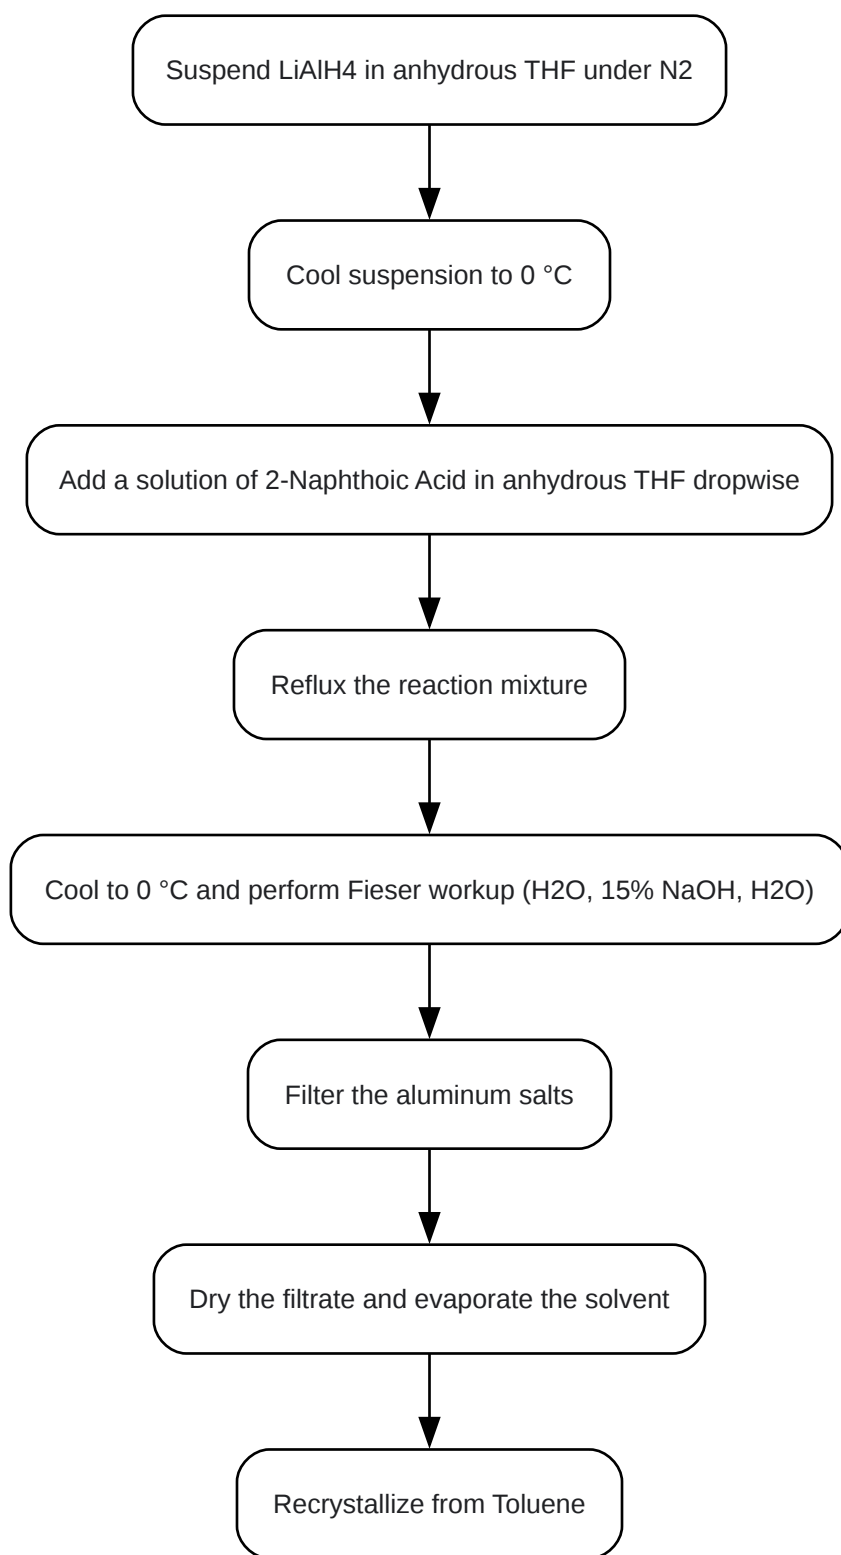 Suspend LiAlH4 in anhydrous THF under N2
Cool suspension to 0 °C
Add a solution of 2-Naphthoic Acid in anhydrous THF dropwise
Reflux the reaction mixture
Cool to 0 °C and perform Fieser workup (H2O, 15% NaOH, H2O)
Filter the aluminum salts
Dry the filtrate and evaporate the solvent
Recrystallize from Toluene